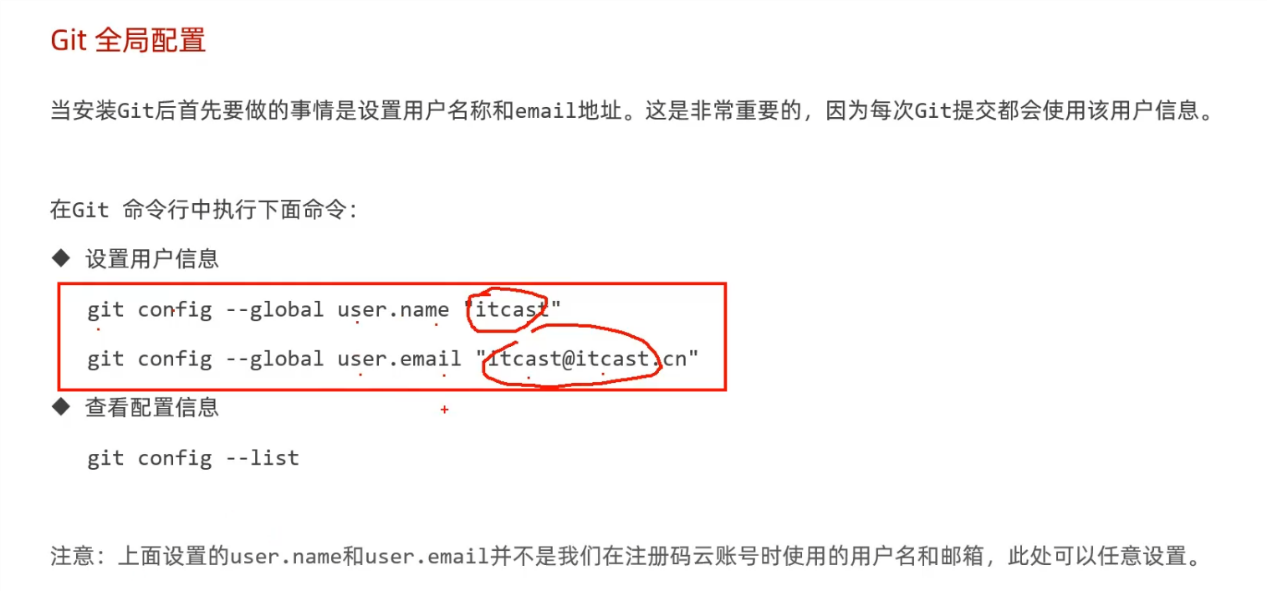 Git 全局配置
当安装Git后首先要做的事情是设置用户名称和email地址。这是非常重要的，因为每次Git提交都会使用该用户信息。
在Git 命令行中执行下面命令：
◆ 设置用户信息
git config --global user.name "itcast"
git config --global user.email "itcast@itcast.cn"
◆ 查看配置信息
git config --list
注意：上面设置的user.name和user.email并不是我们在注册码云账号时使用的用户名和邮箱，此处可以任意设置。